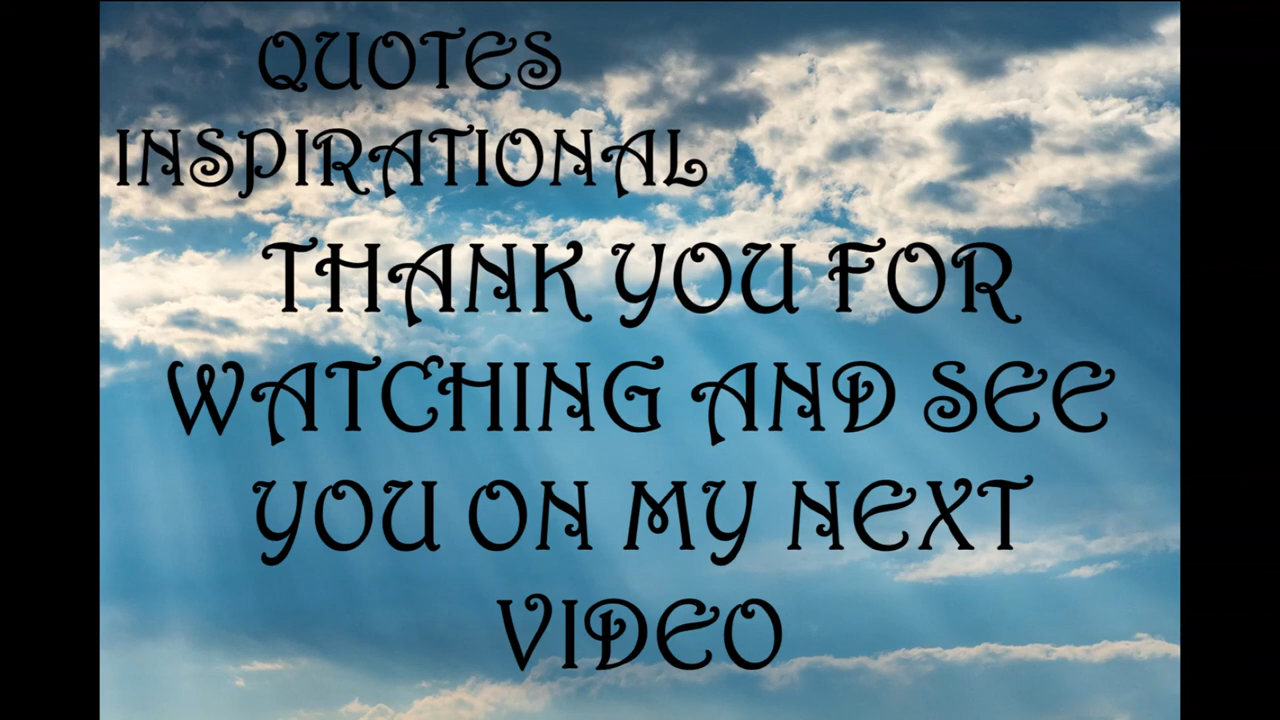 QUOTES
INSPIRATIONAL
THANK YOU FOR
WATCHING AND SEE
YOU ON MY NEXT
VIDEO